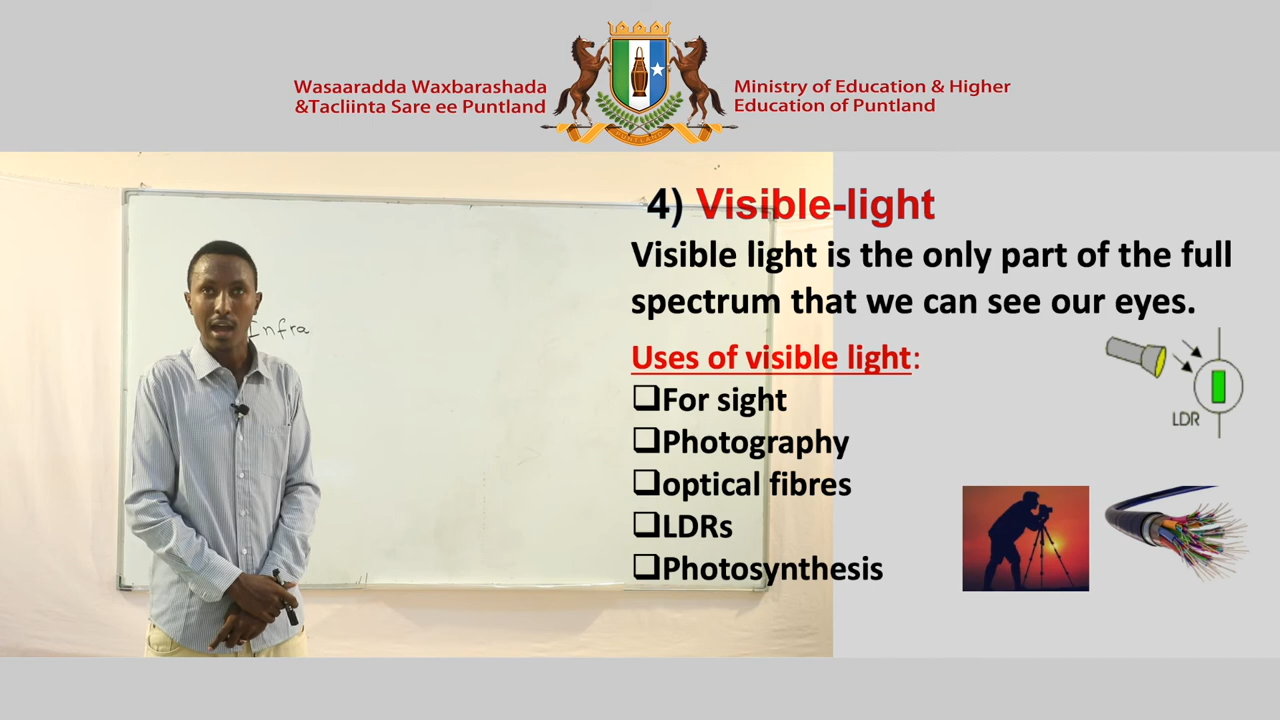 Wasaaradda Waxbarashada
&Tacliinta Sare ee Puntland
PUNTLAND
Ministry of Education & Higher
Education of Puntland
4) Visible-light
Visible light is the only part of the full
spectrum that we can see our eyes.
Uses of visible light:
For sight
Photography
optical fibres
LDRs
Photosynthesis
LDR
Infra